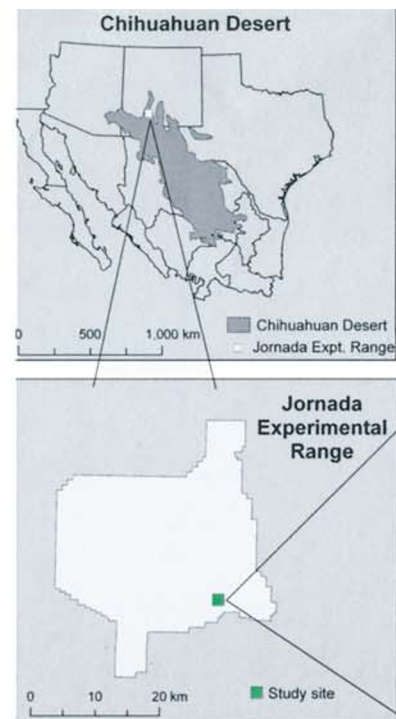 Chihuahuan Desert
Chihuahuan Desert
Jornada Expt. Range
0 500 1,000 km
Jornada
Experimental
Range
Study site
0 10 20 km